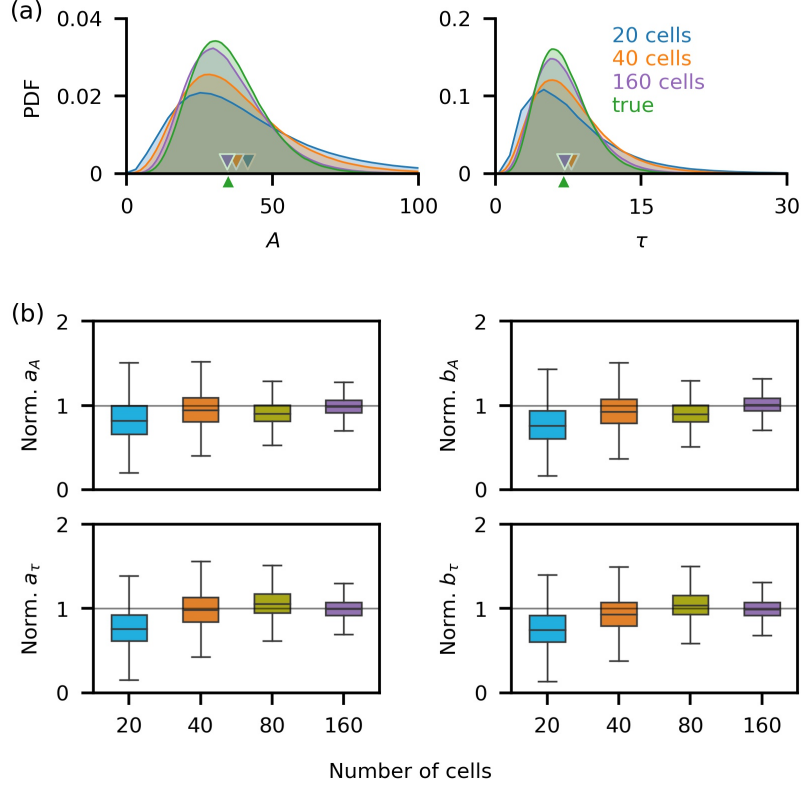 (a)
0.04
0.02
0
PDF
0
50
100
A
0.2
0.1
0
0
15
30
τ
20 cells
40 cells
160 cells
true
(b)
2
1
0
Norm. a_A
2
1
0
Norm. b_A
2
1
0
Norm. a_τ
20
40
80
160
2
1
0
Norm. b_τ
20
40
80
160
Number of cells